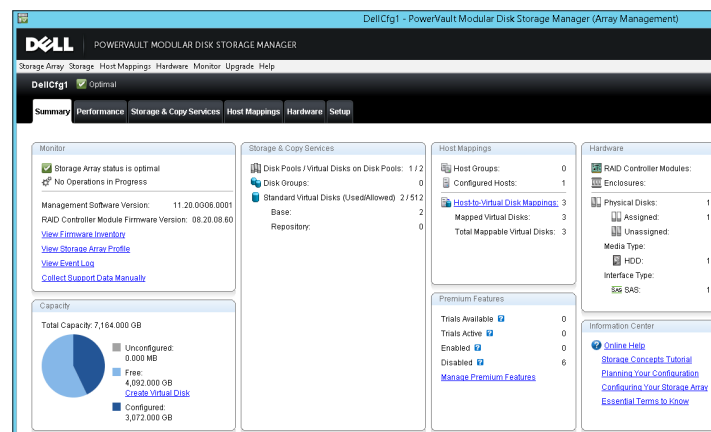 DellCfg1 - PowerVault Modular Disk Storage Manager (Array Management)
DELL POWERVAULT MODULAR DISK STORAGE MANAGER
Storage Array Storage Host Mappings Hardware Monitor Upgrade Help
DellCfg1 Optimal
Summary Performance Storage & Copy Services Host Mappings Hardware Setup
Monitor
Storage Array status is optimal
No Operations in Progress
Management Software Version: 11.20.0G06.0001
RAID Controller Module Firmware Version: 08.20.08.60
View Firmware Inventory
View Storage Array Profile
View Event Log
Collect Support Data Manually
Capacity
Total Capacity: 7,164.000 GB
Unconfigured:
0.000 MB
Free:
4,092.000 GB
Create Virtual Disk
Configured:
3,072.000 GB
Storage & Copy Services
Disk Pools / Virtual Disks on Disk Pools: 1 / 2
Disk Groups: 0
Standard Virtual Disks (Used/Allowed) 2 / 512
Base: 2
Repository: 0
Host Mappings
Host Groups: 0
Configured Hosts: 1
Host-to-Virtual Disk Mappings: 3
Mapped Virtual Disks: 3
Total Mappable Virtual Disks: 3
Premium Features
Trials Available ? 0
Trials Active ? 0
Enabled ? 0
Disabled ? 6
Manage Premium Features
Hardware
RAID Controller Modules:
Enclosures:
Physical Disks: 1
Assigned: 1
Unassigned:
Media Type:
HDD: 1
Interface Type:
SAS SAS: 1
Information Center
? Online Help
Storage Concepts Tutorial
Planning Your Configuration
Configuring Your Storage Array
Essential Terms to Know